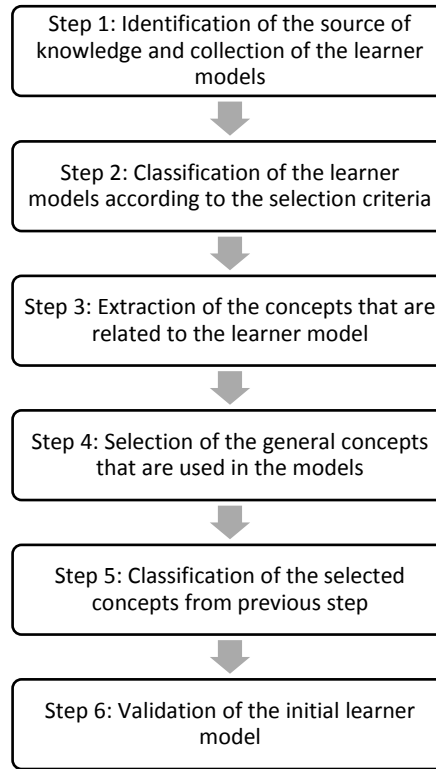 Step 1: Identification of the source of
knowledge and collection of the learner
models
Step 2: Classification of the learner
models according to the selection criteria
Step 3: Extraction of the concepts that are
related to the learner model
Step 4: Selection of the general concepts
that are used in the models
Step 5: Classification of the selected
concepts from previous step
Step 6: Validation of the initial learner
model